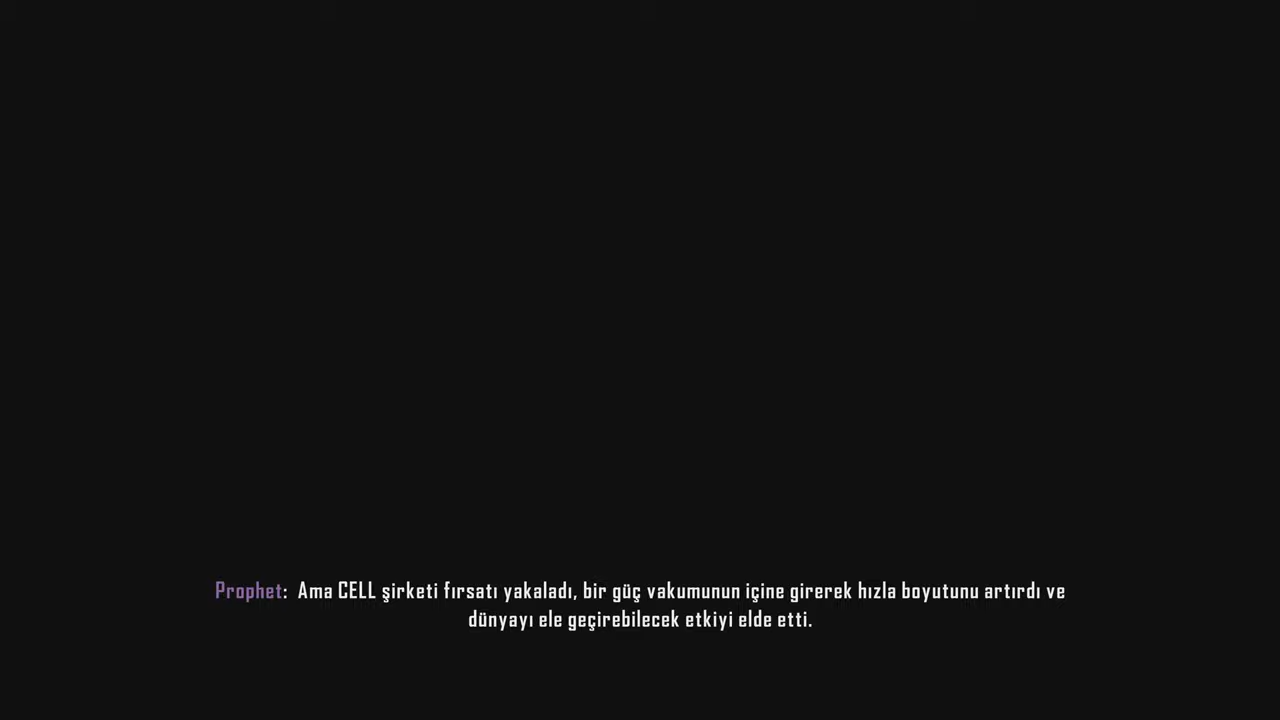 Prophet: Ama CELL şirketi fırsatı yakaladı, bir güç vakumunun içine girerek hızla boyutunu artırdı ve
dünyayı ele geçirebilecek etkiyi elde etti.